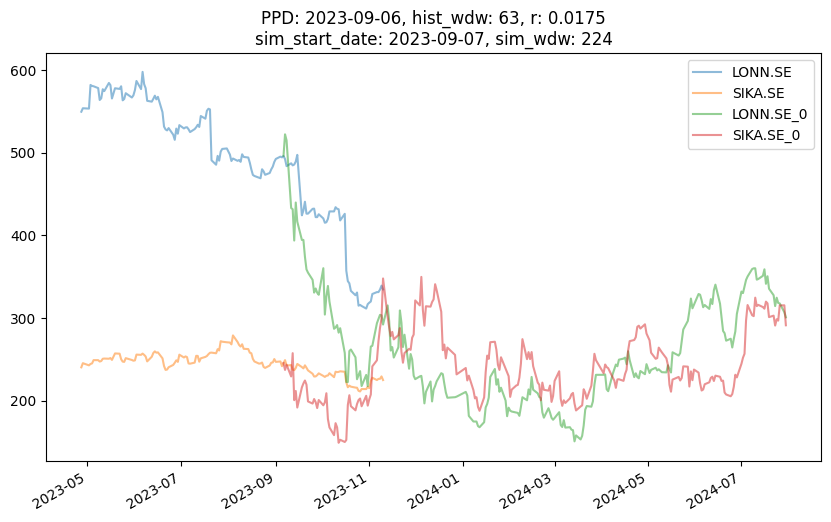 PPD: 2023-09-06, hist_wdw: 63, r: 0.0175
sim_start_date: 2023-09-07, sim_wdw: 224
LONN.SE
SIKA.SE
LONN.SE_0
SIKA.SE_0
600
500
400
300
200
2023-05
2023-07
2023-09
2023-11
2024-01
2024-03
2024-05
2024-07